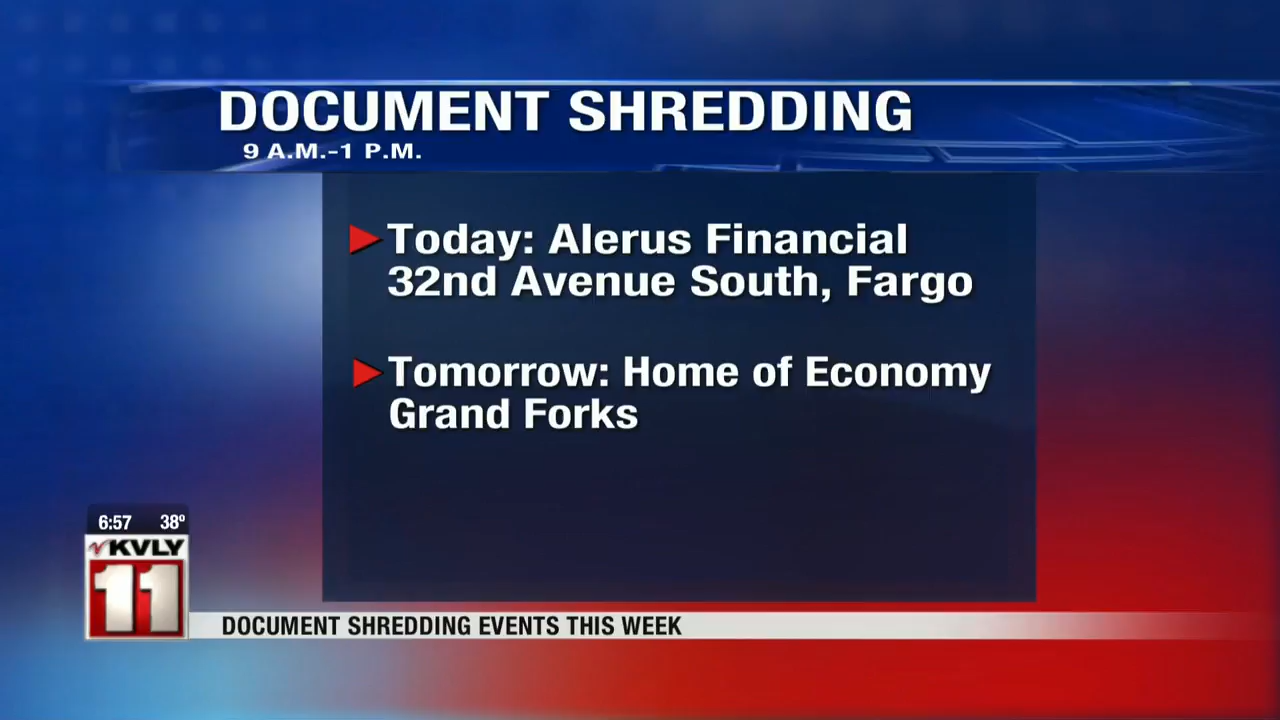 DOCUMENT SHREDDING
9 A.M.-1 P.M.
Today: Alerus Financial
32nd Avenue South, Fargo
Tomorrow: Home of Economy
Grand Forks
6:57 38º
KVLY
11
DOCUMENT SHREDDING EVENTS THIS WEEK